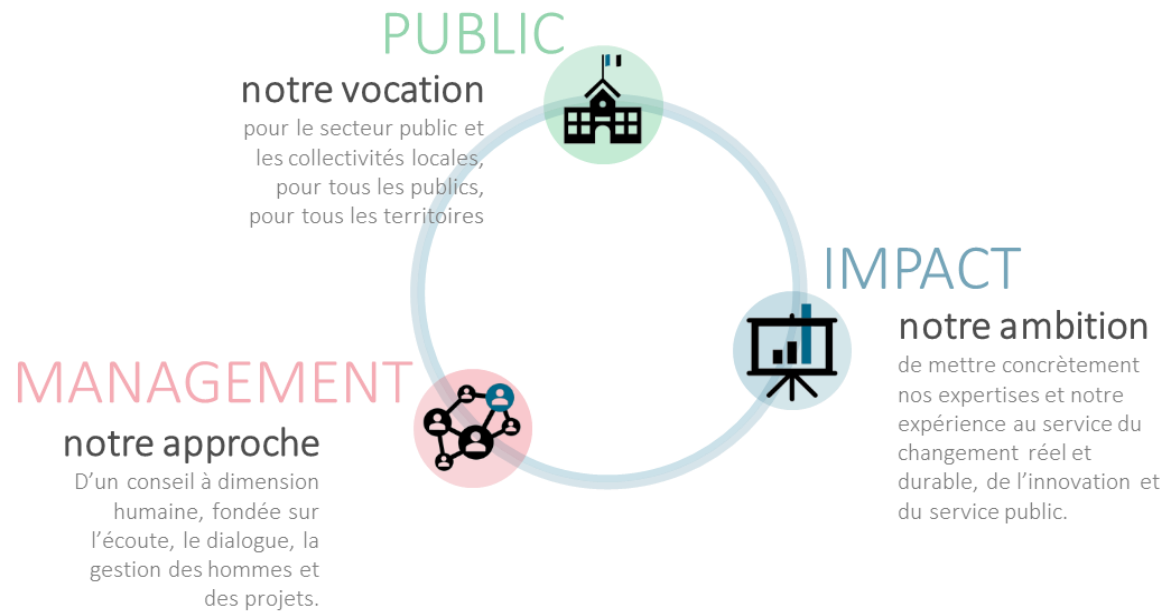 PUBLIC
notre vocation
pour le secteur public et
les collectivités locales,
pour tous les publics,
pour tous les territoires
IMPACT
notre ambition
de mettre concrètement
nos expertises et notre
expérience au service du
changement réel et
durable, de l’innovation et
du service public.
MANAGEMENT
notre approche
D’un conseil à dimension
humaine, fondée sur
l’écoute, le dialogue, la
gestion des hommes et
des projets.